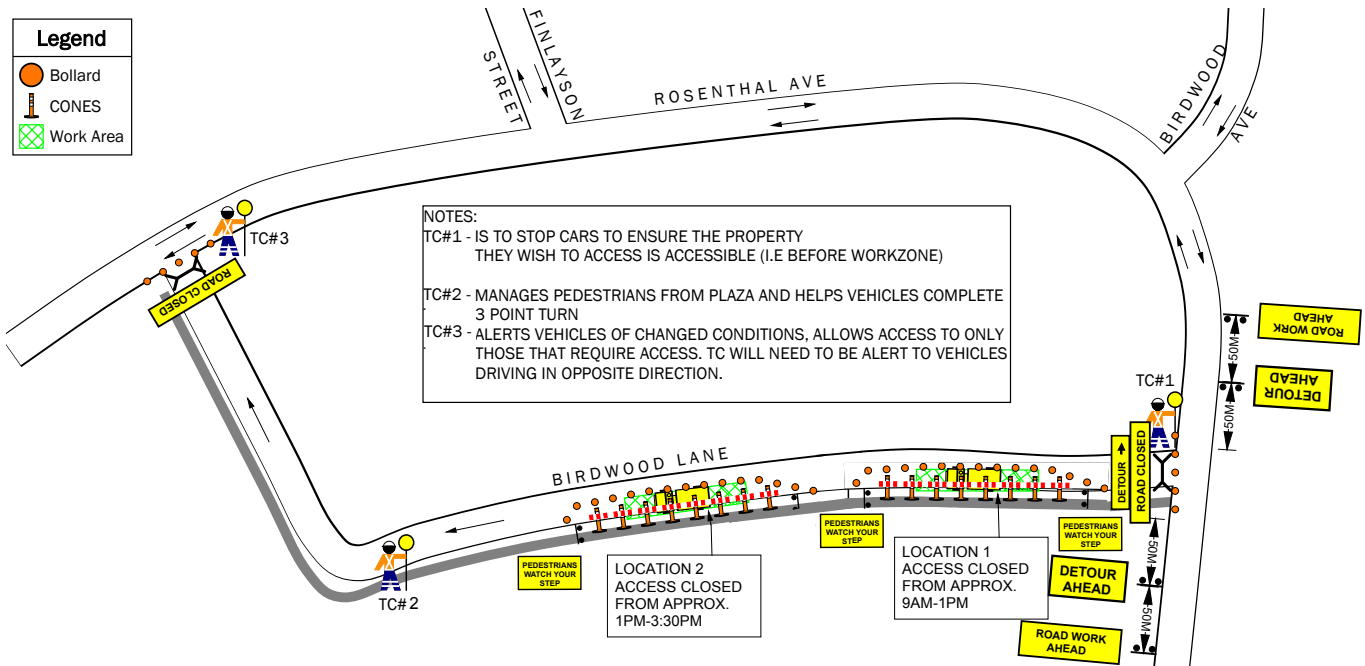 Legend
Bollard
CONES
Work Area
FINLAYSON
STREET
ROSENTHAL AVE
BIRDWOOD
AVE
TC#3
ROAD CLOSED
NOTES:
TC#1 - IS TO STOP CARS TO ENSURE THE PROPERTY
THEY WISH TO ACCESS IS ACCESSIBLE (I.E BEFORE WORKZONE)
TC#2 - MANAGES PEDESTRIANS FROM PLAZA AND HELPS VEHICLES COMPLETE
3 POINT TURN
TC#3 - ALERTS VEHICLES OF CHANGED CONDITIONS, ALLOWS ACCESS TO ONLY
THOSE THAT REQUIRE ACCESS. TC WILL NEED TO BE ALERT TO VEHICLES
DRIVING IN OPPOSITE DIRECTION.
ROAD WORK
AHEAD
50M
DETOUR
AHEAD
50M
TC#1
DETOUR
ROAD CLOSED
BIRDWOOD LANE
PEDESTRIANS
WATCH YOUR
STEP
PEDESTRIANS
WATCH YOUR
STEP
PEDESTRIANS
WATCH YOUR
STEP
LOCATION 1
ACCESS CLOSED
FROM APPROX.
9AM-1PM
LOCATION 2
ACCESS CLOSED
FROM APPROX.
1PM-3:30PM
TC#2
50M
DETOUR
AHEAD
50M
ROAD WORK
AHEAD